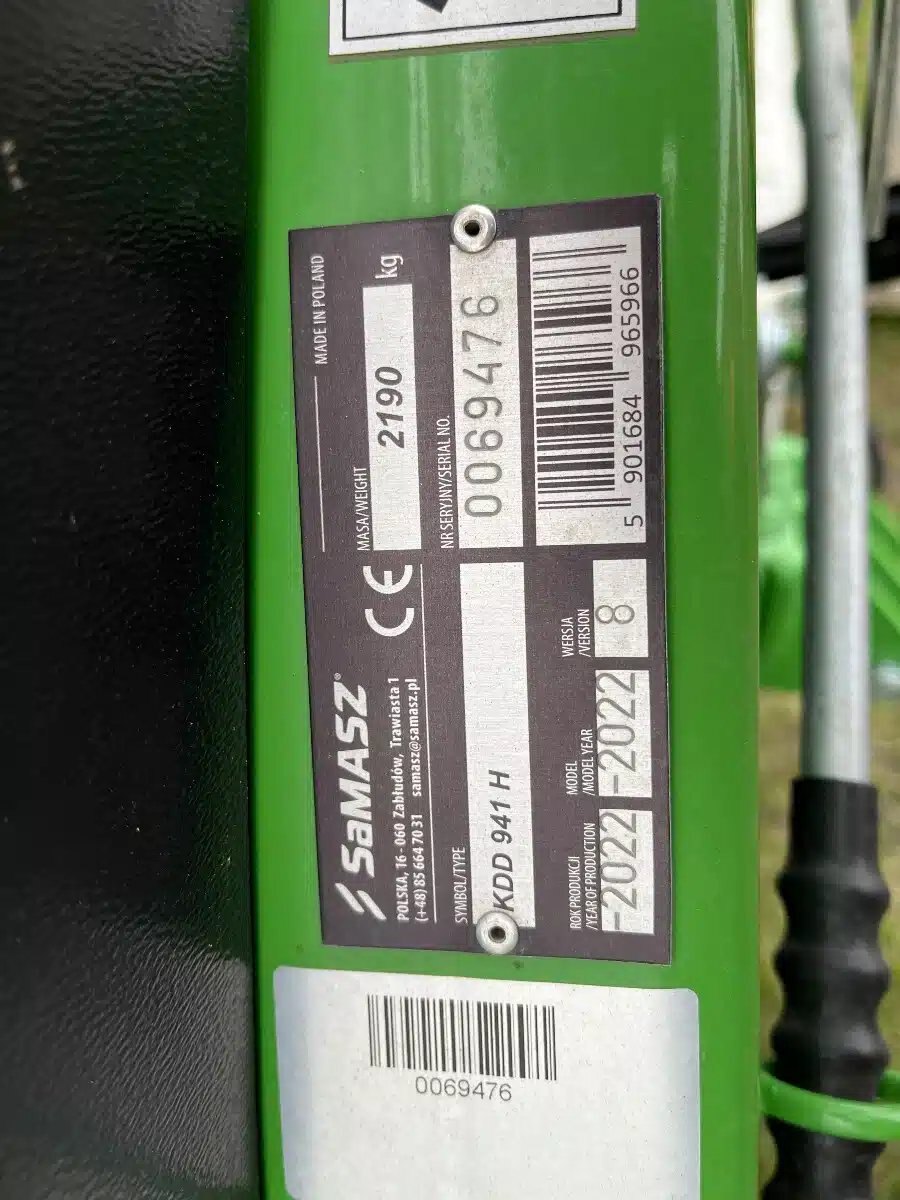 SaMASZ®
CE
POLSKA, 16-060 Zabłudów, Trawiasta 1
(+48) 85 664 70 31 samasz@samasz.pl
MADE IN POLAND
MASA/WEIGHT
2190 kg
SYMBOL/TYPE
KDD 941 H
NR SERYJNY/SERIAL NO.
0069476
ROK PRODUKCJI
/YEAR OF PRODUCTION
-2022-
MODEL
/MODEL YEAR
-2022
WERSJA
/VERSION
8
5 901684 965966
0069476